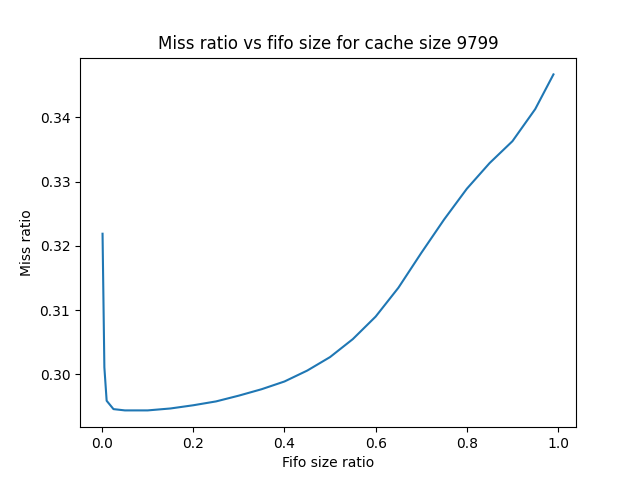 Miss ratio vs fifo size for cache size 9799
Miss ratio
0.34
0.33
0.32
0.31
0.30
0.0 0.2 0.4 0.6 0.8 1.0
Fifo size ratio